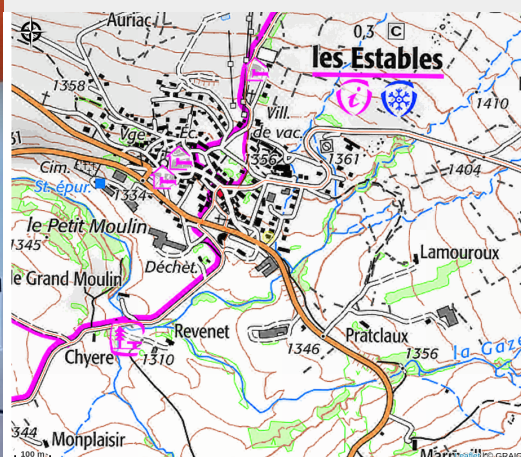 Auriac
0,3 C
les Estables
i
1358
1410
Vill.
de vac.
Vge
Ec.
31
1356
1361
1404
Cim.
St. épur.
1334
le Petit Moulin
1345
Lamouroux
Déchèt.
le Grand Moulin
Revenet
Pratclaux
1346
1356
la Gaze
Chyere
1310
344
Monplaisir
100 m